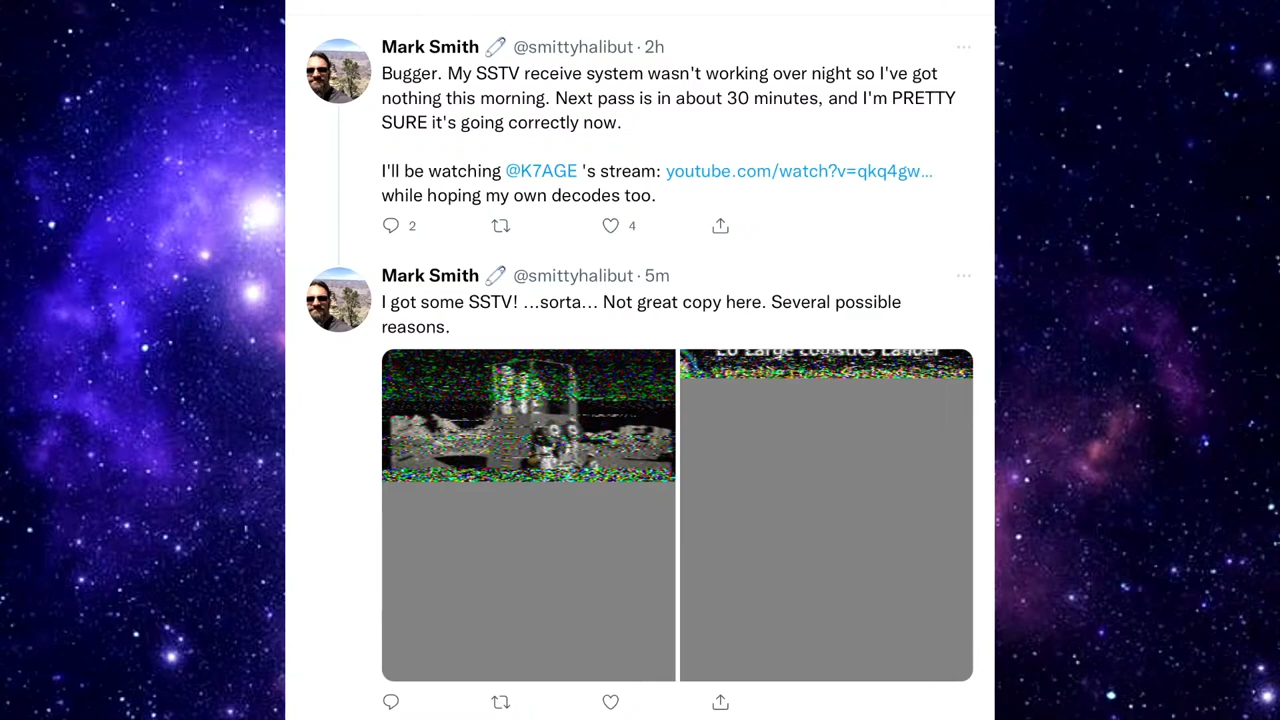 Mark Smith @smittyhalibut · 2h
Bugger. My SSTV receive system wasn't working over night so I've got
nothing this morning. Next pass is in about 30 minutes, and I'm PRETTY
SURE it's going correctly now.
I'll be watching @K7AGE 's stream: youtube.com/watch?v=qkq4gw...
while hoping my own decodes too.
2 4
Mark Smith @smittyhalibut · 5m
I got some SSTV! ...sorta... Not great copy here. Several possible
reasons.
Large Logistics Lander